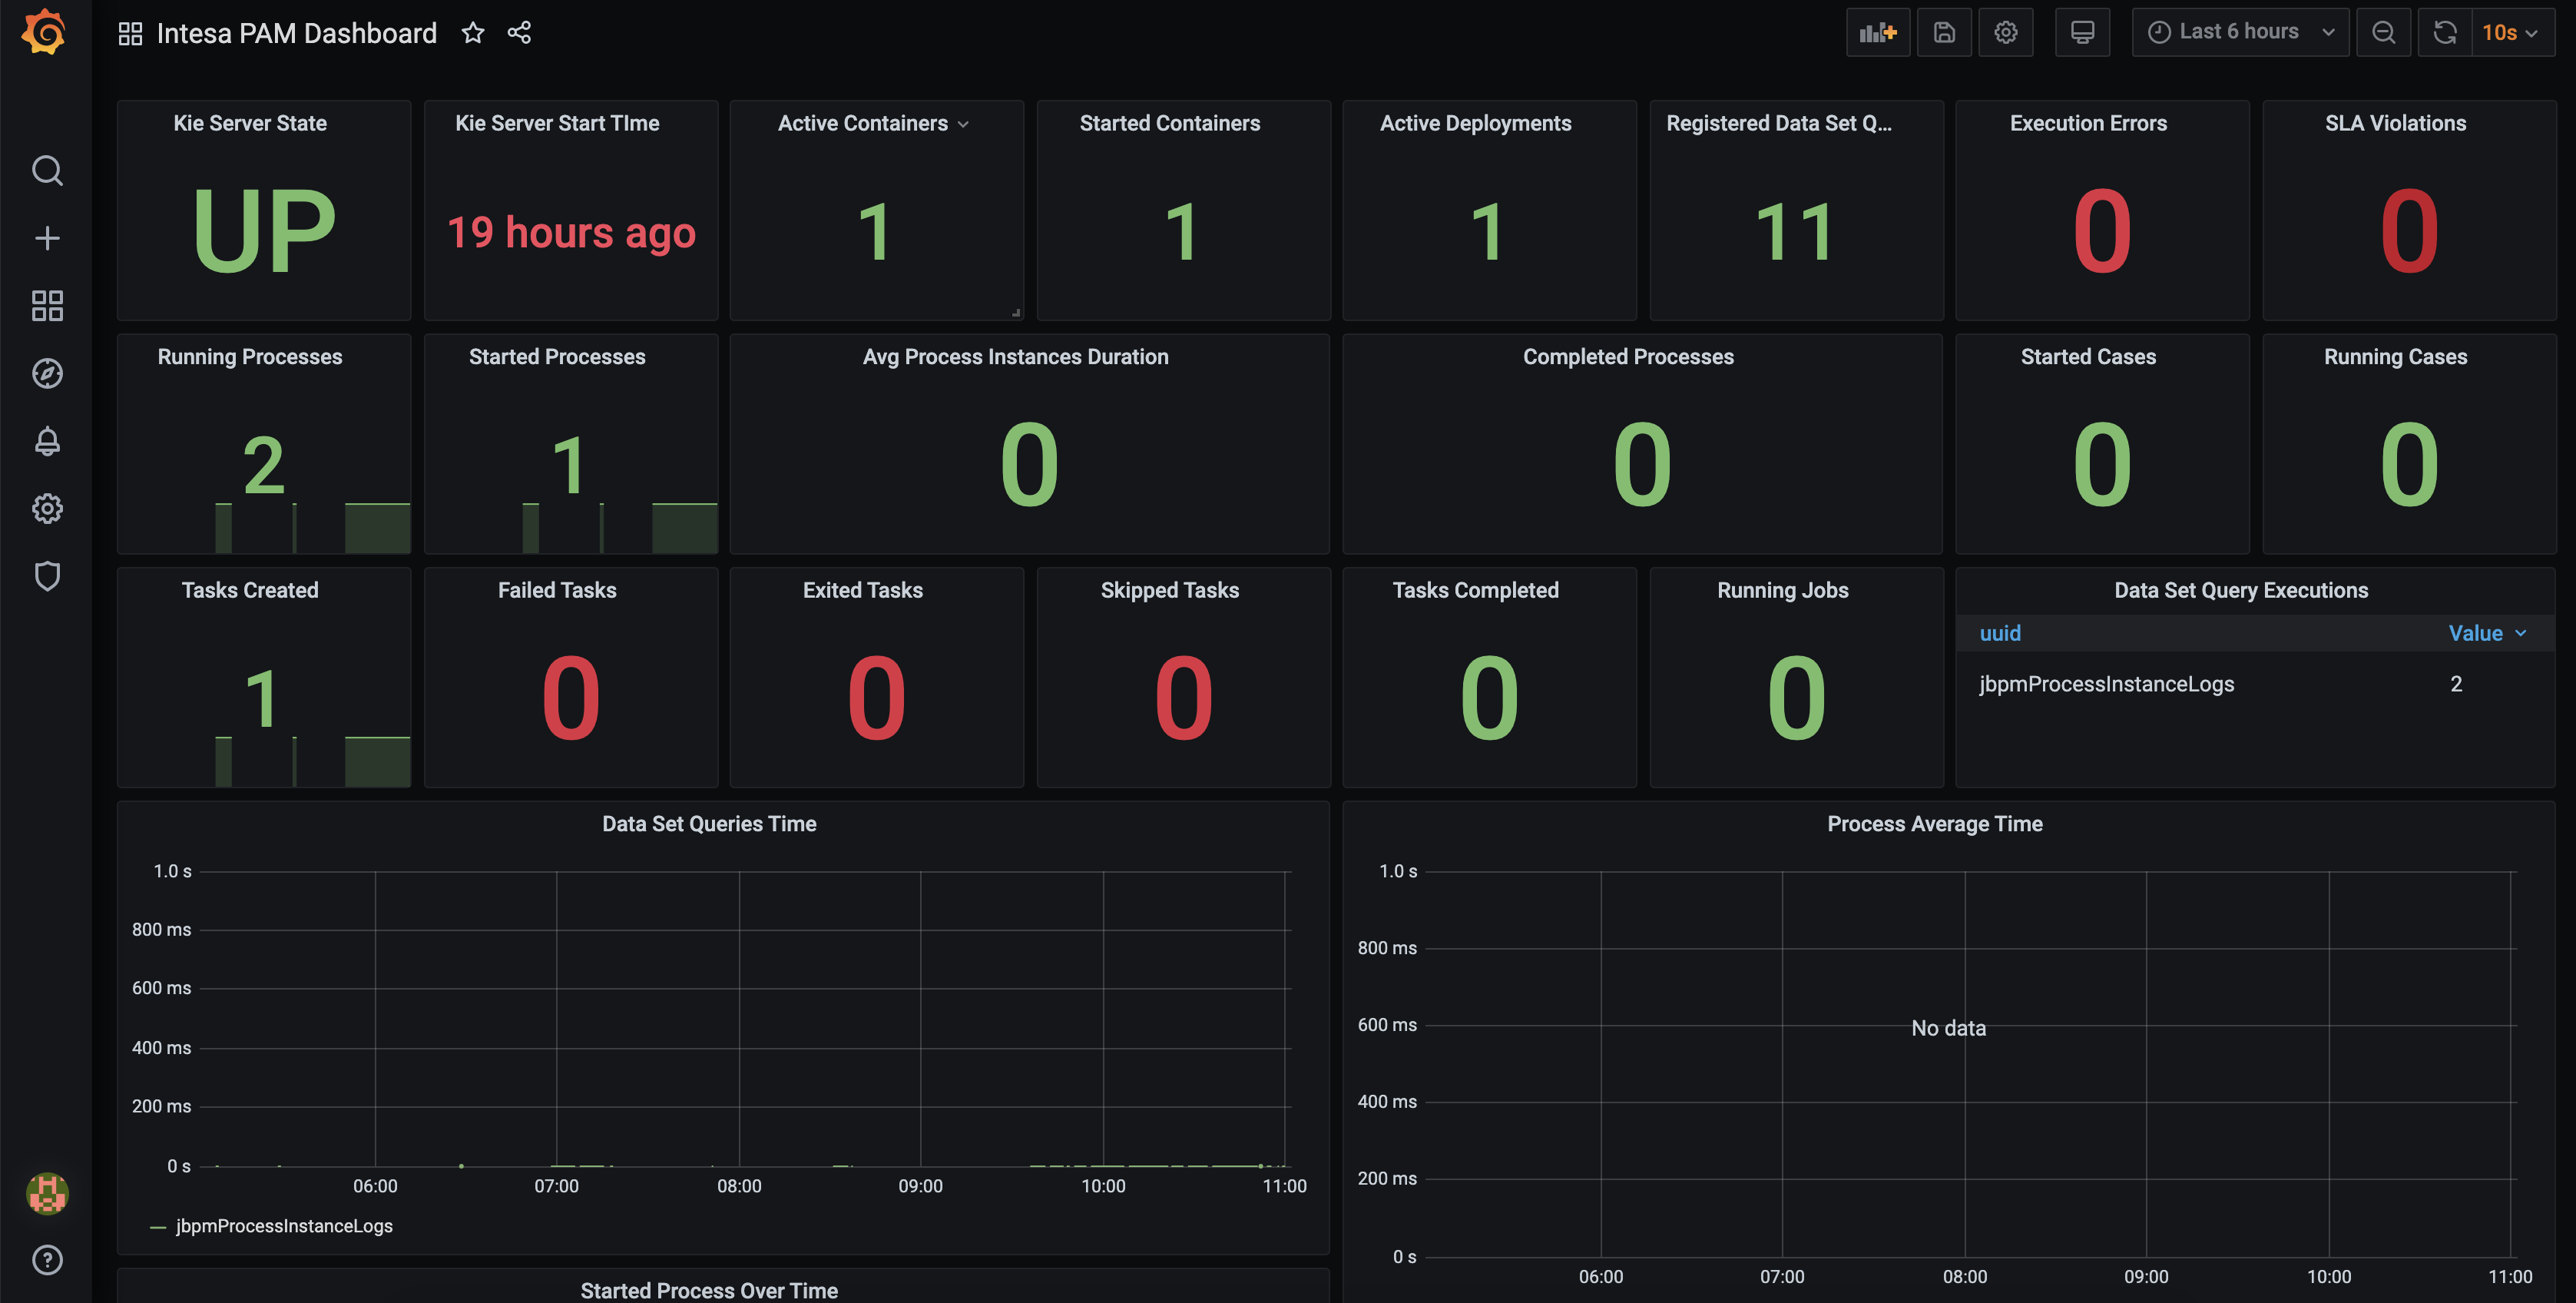 Intesa PAM Dashboard
Last 6 hours
10s
Kie Server State
Kie Server Start TIme
Active Containers
Started Containers
Active Deployments
Registered Data Set Q...
Execution Errors
SLA Violations
UP
19 hours ago
1
1
1
11
0
0
Running Processes
Started Processes
Avg Process Instances Duration
Completed Processes
Started Cases
Running Cases
2
1
0
0
0
0
Tasks Created
Failed Tasks
Exited Tasks
Skipped Tasks
Tasks Completed
Running Jobs
Data Set Query Executions
uuid Value
jbpmProcessInstanceLogs 2
1
0
0
0
0
0
Data Set Queries Time
1.0 s
800 ms
600 ms
400 ms
200 ms
0 s
06:00 07:00 08:00 09:00 10:00 11:00
jbpmProcessInstanceLogs
Process Average Time
1.0 s
800 ms
600 ms
No data
400 ms
200 ms
0 s
06:00 07:00 08:00 09:00 10:00 11:00
Started Process Over Time